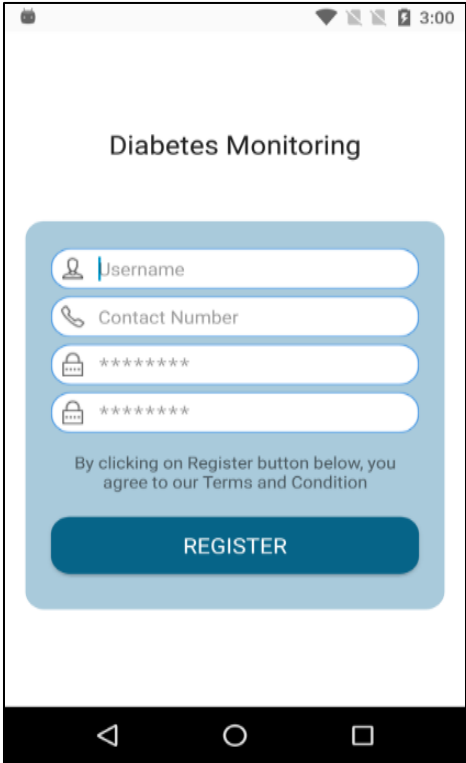 3:00
Diabetes Monitoring
Username
Contact Number
********
********
By clicking on Register button below, you
agree to our Terms and Condition
REGISTER